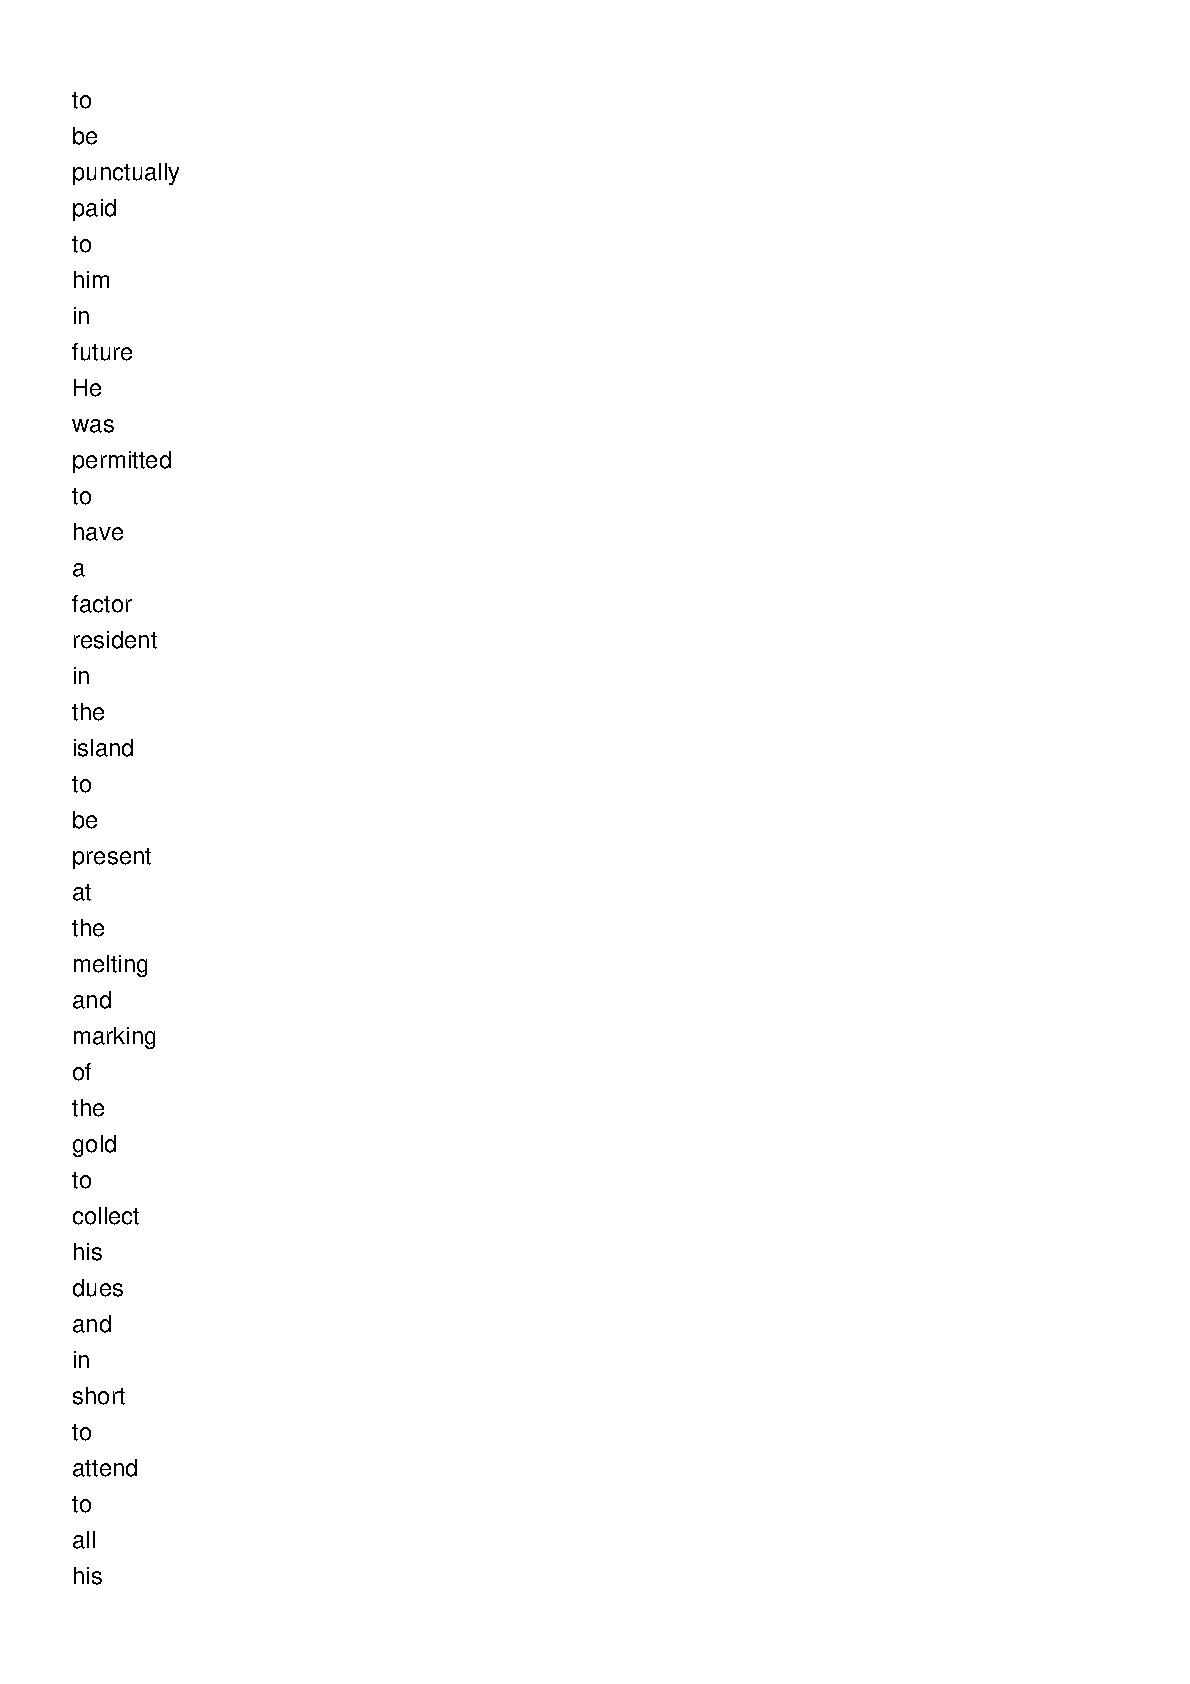 to
be
punctually
paid
to
him
in
future
He
was
permitted
to
have
a
factor
resident
in
the
island
to
be
present
at
the
melting
and
marking
of
the
gold
to
collect
his
dues
and
in
short
to
attend
to
all
his